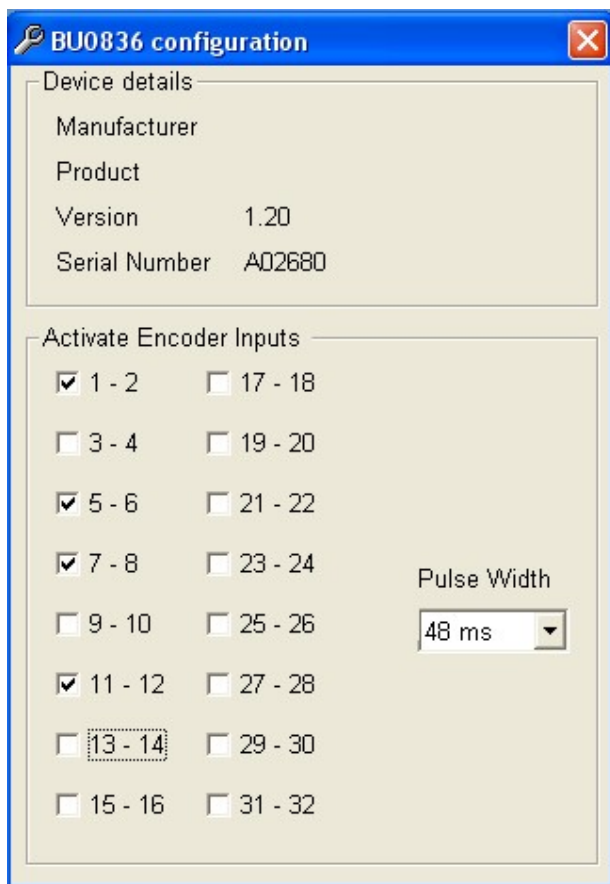 BU0836 configuration
Device details
Manufacturer
Product
Version 1.20
Serial Number A02680
Activate Encoder Inputs
1 - 2 17 - 18
3 - 4 19 - 20
5 - 6 21 - 22
7 - 8 23 - 24
Pulse Width
9 - 10 25 - 26 48 ms
11 - 12 27 - 28
13 - 14 29 - 30
15 - 16 31 - 32